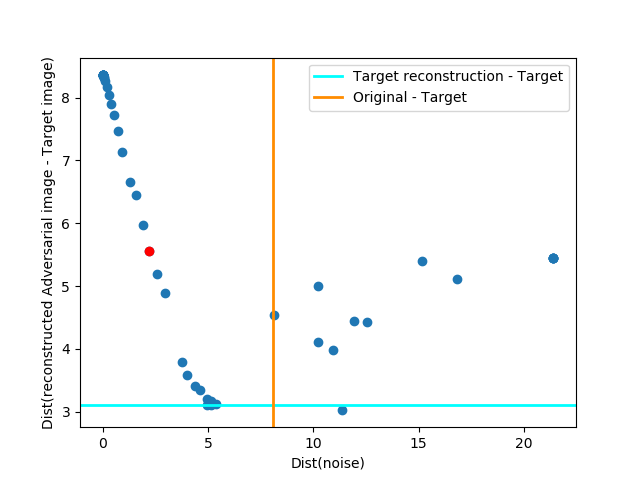 Dist(reconstructed Adversarial image - Target image)
8
7
6
5
4
3
Target reconstruction - Target
Original - Target
0 5 10 15 20
Dist(noise)